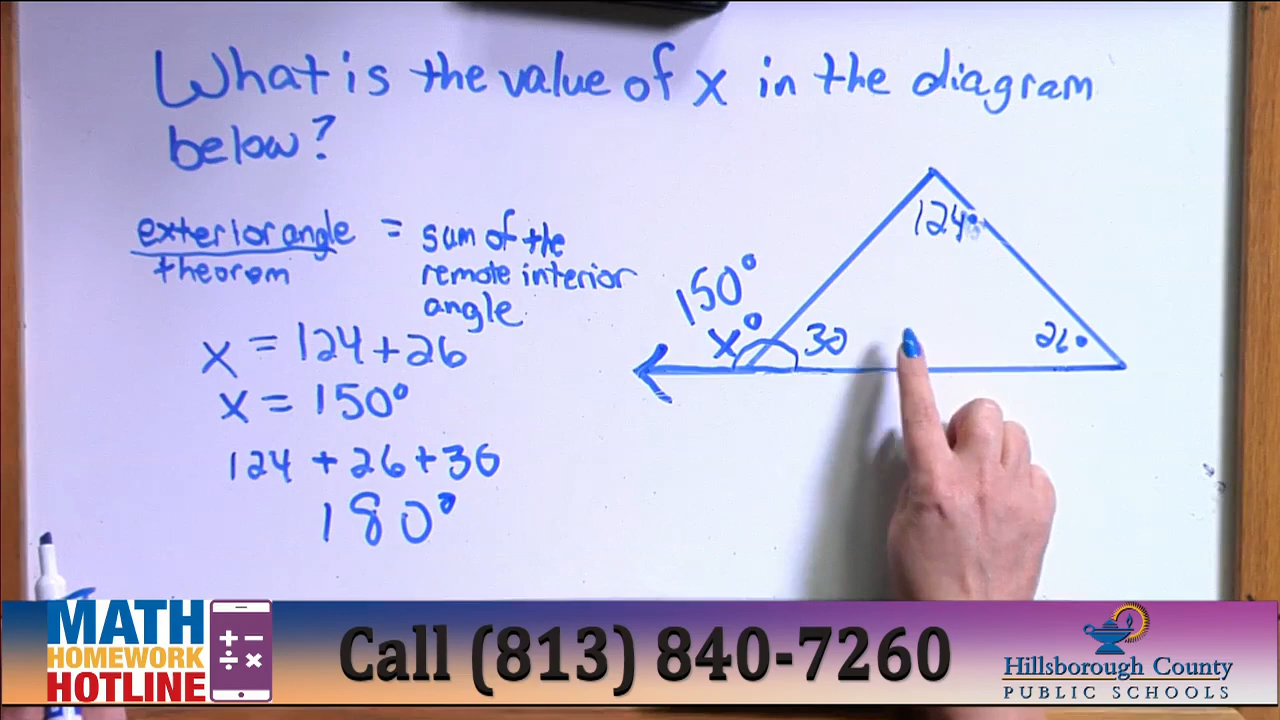 What is the value of x in the diagram
below?
exterior angle
theorem
= sum of the
remote interior
angle
x = 124+26
x = 150°
124 + 26 + 30
180°
124°
150°
x°
30
26°
MATH
HOMEWORK
HOTLINE
+ −
÷ ×
Call (813) 840-7260
Hillsborough County
PUBLIC SCHOOLS